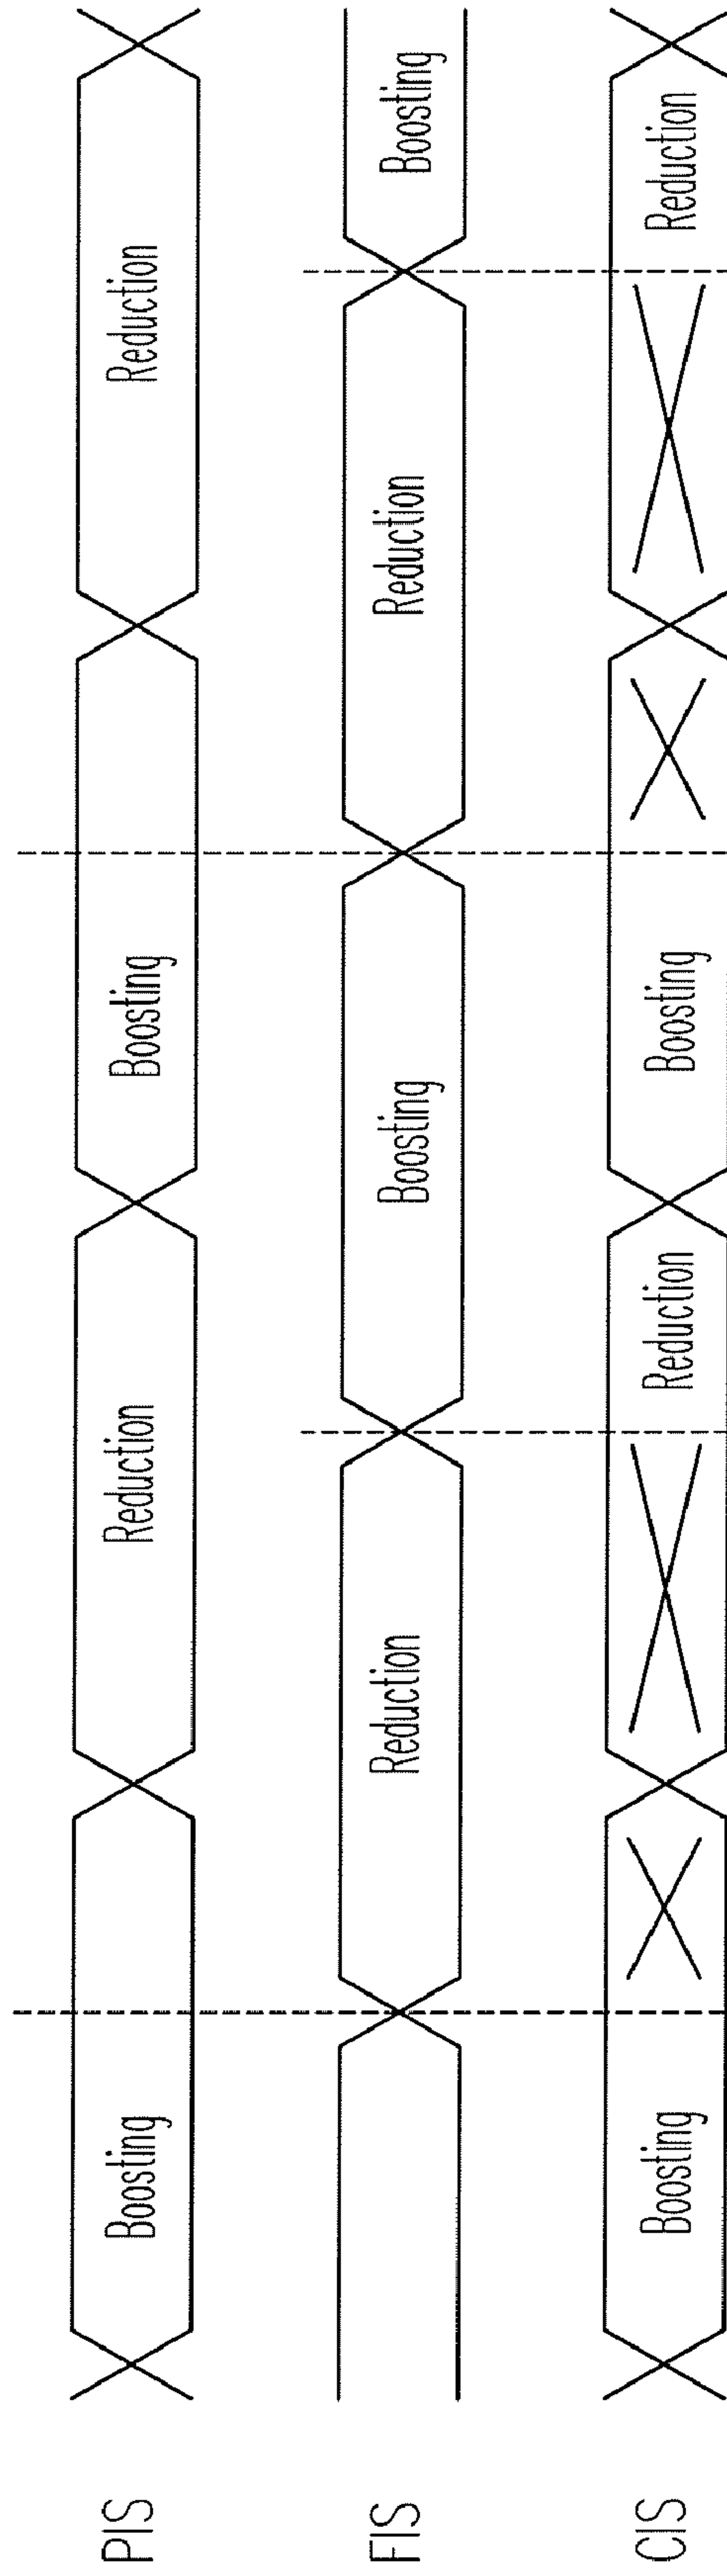 PIS
Boosting
Reduction
Boosting
Reduction
FIS
Reduction
Boosting
Reduction
Boosting
CIS
Boosting
Reduction
Boosting
Reduction